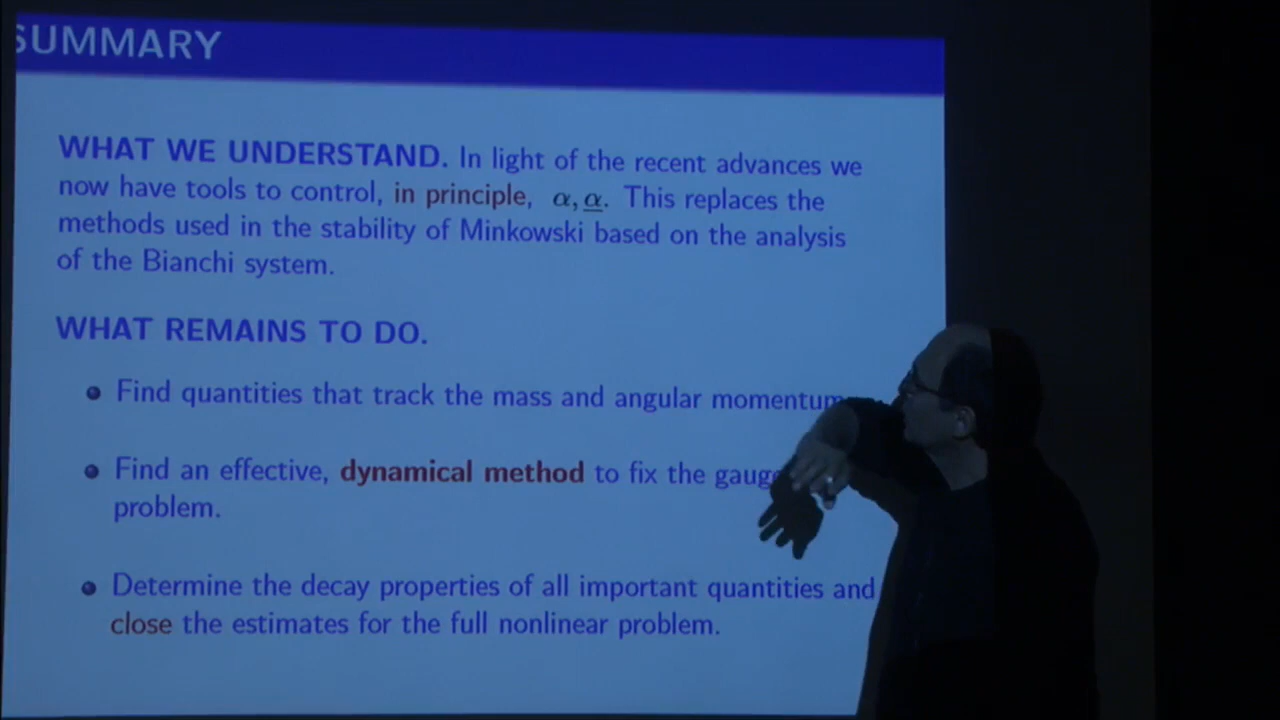 SUMMARY
WHAT WE UNDERSTAND. In light of the recent advances we
now have tools to control, in principle, α, α̲. This replaces the
methods used in the stability of Minkowski based on the analysis
of the Bianchi system.
WHAT REMAINS TO DO.
Find quantities that track the mass and angular momentum
Find an effective, dynamical method to fix the gauge
problem.
Determine the decay properties of all important quantities and
close the estimates for the full nonlinear problem.